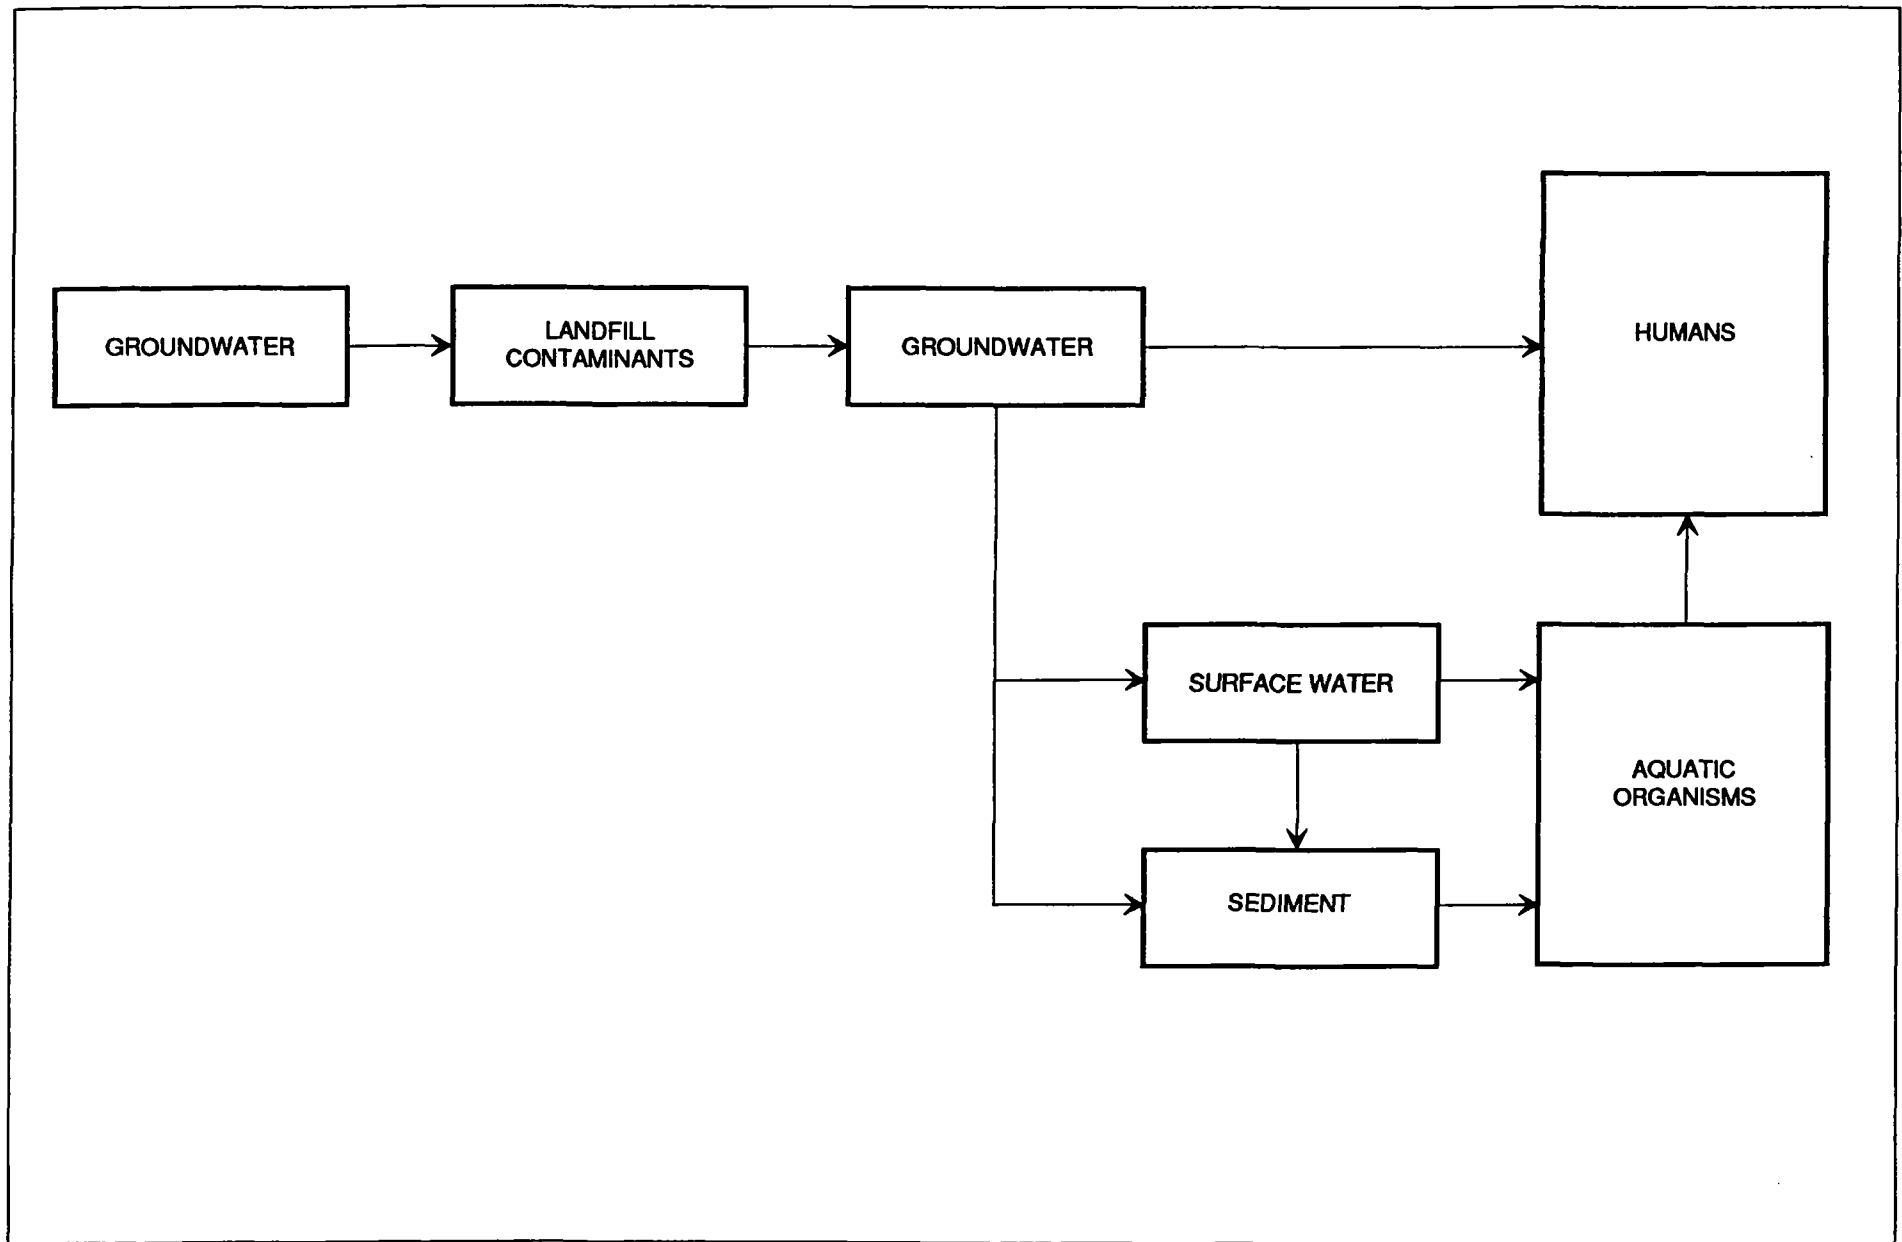 GROUNDWATER
LANDFILL
CONTAMINANTS
GROUNDWATER
HUMANS
SURFACE WATER
AQUATIC
ORGANISMS
SEDIMENT